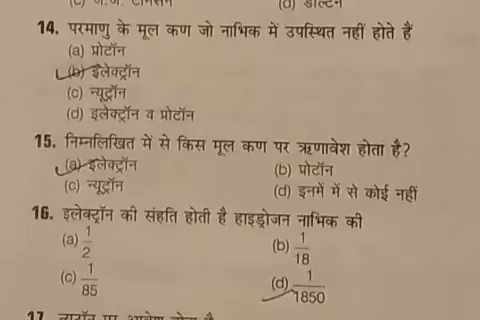 14. परमाणु के मूल कण जो नाभिक में उपस्थित नहीं होते हैं
(a) प्रोटॉन
(b) इलेक्ट्रॉन
(c) न्यूट्रॉन
(d) इलेक्ट्रॉन व प्रोटॉन
15. निम्नलिखित में से किस मूल कण पर ऋणावेश होता है?
(a) इलेक्ट्रॉन (b) प्रोटॉन
(c) न्यूट्रॉन (d) इनमें में से कोई नहीं
16. इलेक्ट्रॉन की संहति होती है हाइड्रोजन नाभिक की
(a) 1/2 (b) 1/18
(c) 1/85 (d) 1/1850
17.